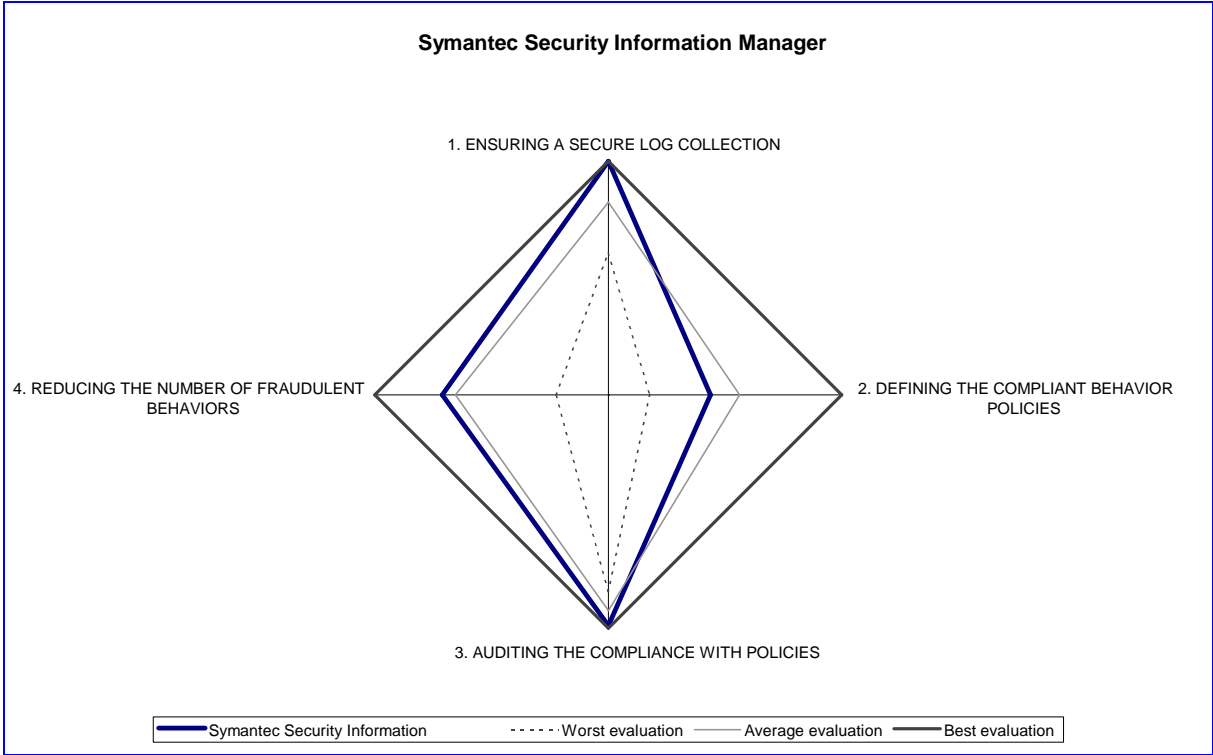 Symantec Security Information Manager
1. ENSURING A SECURE LOG COLLECTION
4. REDUCING THE NUMBER OF FRAUDULENT
BEHAVIORS
2. DEFINING THE COMPLIANT BEHAVIOR
POLICIES
3. AUDITING THE COMPLIANCE WITH POLICIES
Symantec Security Information
Worst evaluation
Average evaluation
Best evaluation